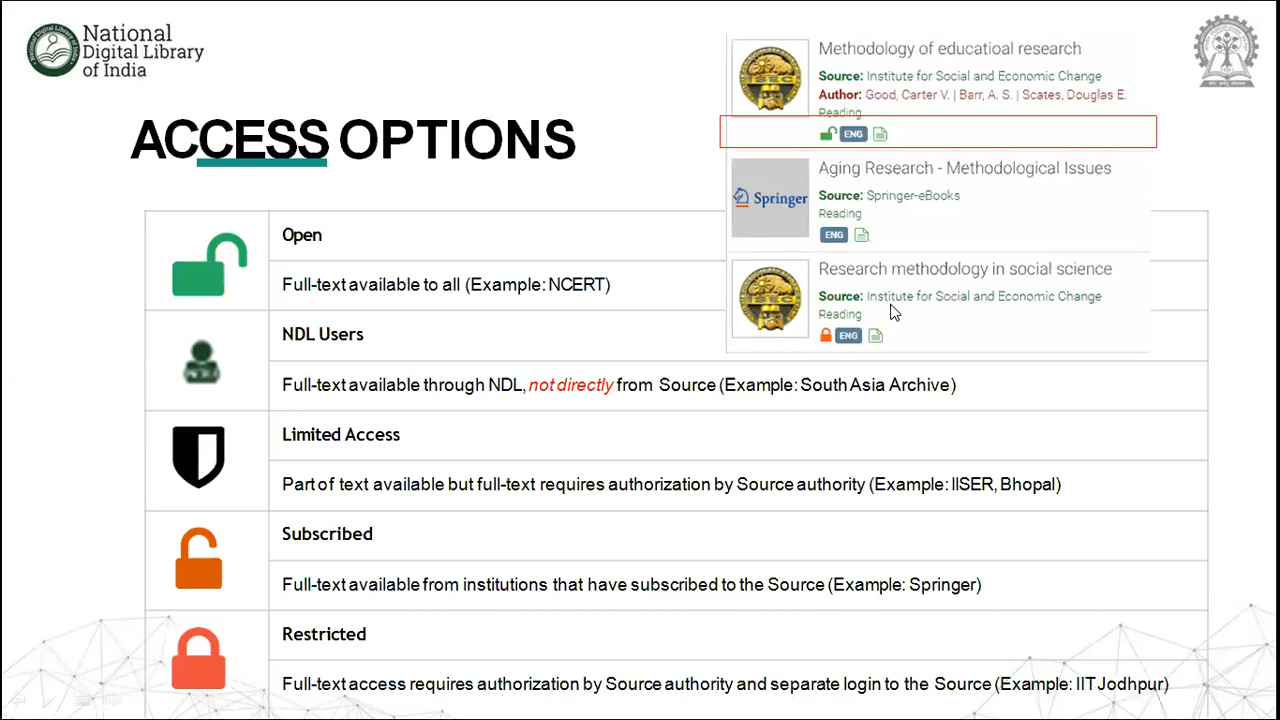 National
Digital Library
of India
ACCESS OPTIONS
Methodology of educatioal research
Source: Institute for Social and Economic Change
Author: Good, Carter V. | Barr, A. S. | Scates, Douglas E.
Reading
ENG
Springer
Aging Research - Methodological Issues
Source: Springer-eBooks
Reading
ENG
Research methodology in social science
Source: Institute for Social and Economic Change
Reading
ENG
Open
Full-text available to all (Example: NCERT)
NDL Users
Full-text available through NDL, not directly from Source (Example: South Asia Archive)
Limited Access
Part of text available but full-text requires authorization by Source authority (Example: IISER, Bhopal)
Subscribed
Full-text available from institutions that have subscribed to the Source (Example: Springer)
Restricted
Full-text access requires authorization by Source authority and separate login to the Source (Example: IIT Jodhpur)